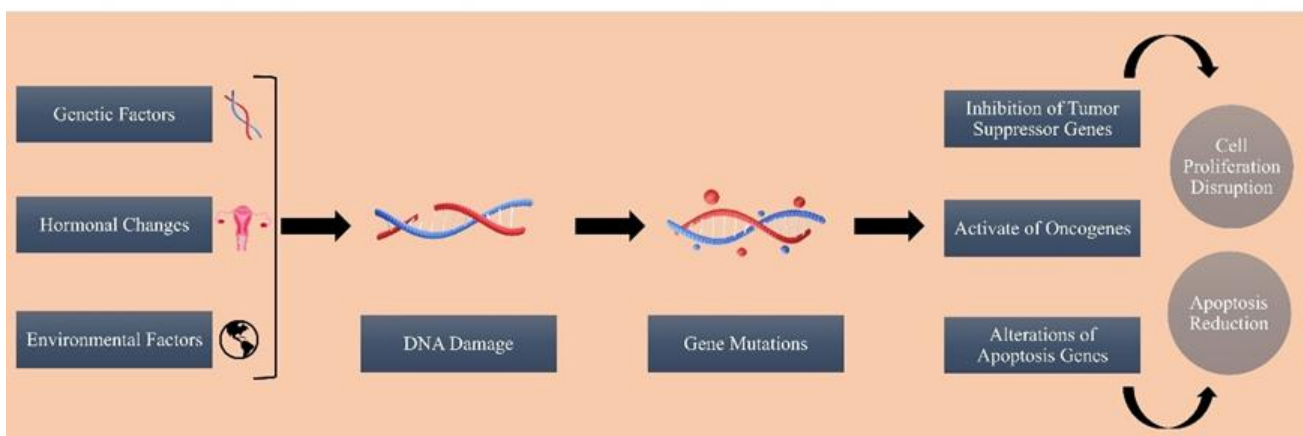 Genetic Factors
Hormonal Changes
Environmental Factors
DNA Damage
Gene Mutations
Inhibition of Tumor
Suppressor Genes
Activate of Oncogenes
Alterations of
Apoptosis Genes
Cell
Proliferation
Disruption
Apoptosis
Reduction